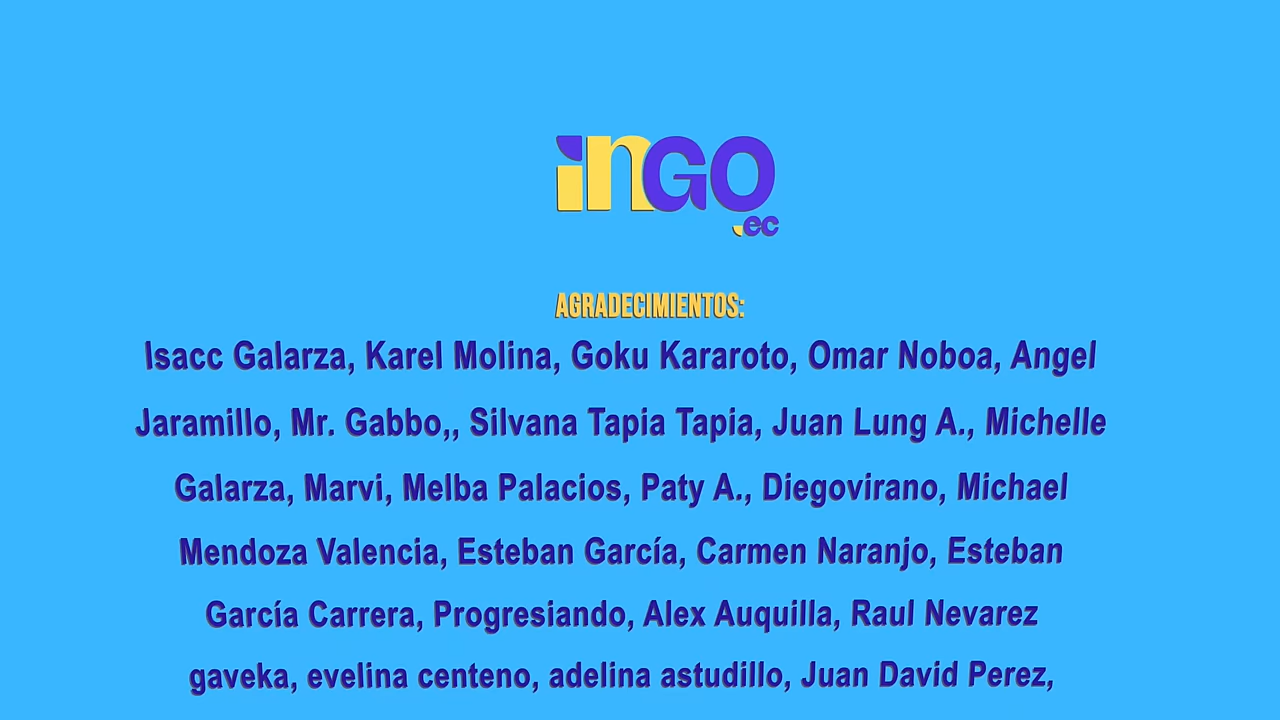 inGO
.ec
AGRADECIMIENTOS:
Isacc Galarza, Karel Molina, Goku Kararoto, Omar Noboa, Angel
Jaramillo, Mr. Gabbo,, Silvana Tapia Tapia, Juan Lung A., Michelle
Galarza, Marvi, Melba Palacios, Paty A., Diegovirano, Michael
Mendoza Valencia, Esteban García, Carmen Naranjo, Esteban
García Carrera, Progresiando, Alex Auquilla, Raul Nevarez
gaveka, evelina centeno, adelina astudillo, Juan David Perez,